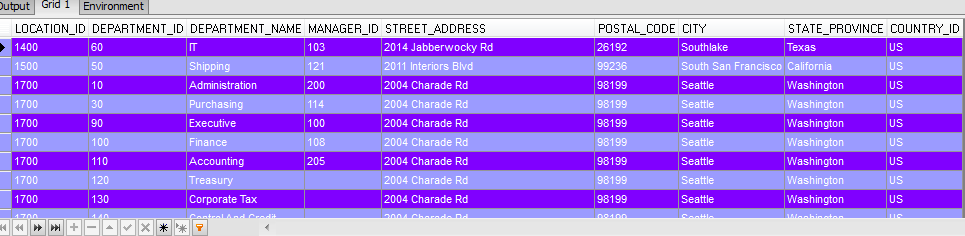 Output Grid 1 Environment
LOCATION_ID DEPARTMENT_ID DEPARTMENT_NAME MANAGER_ID STREET_ADDRESS POSTAL_CODE CITY STATE_PROVINCE COUNTRY_ID
1400 60 IT 103 2014 Jabberwocky Rd 26192 Southlake Texas US
1500 50 Shipping 121 2011 Interiors Blvd 99236 South San Francisco California US
1700 10 Administration 200 2004 Charade Rd 98199 Seattle Washington US
1700 30 Purchasing 114 2004 Charade Rd 98199 Seattle Washington US
1700 90 Executive 100 2004 Charade Rd 98199 Seattle Washington US
1700 100 Finance 108 2004 Charade Rd 98199 Seattle Washington US
1700 110 Accounting 205 2004 Charade Rd 98199 Seattle Washington US
1700 120 Treasury 2004 Charade Rd 98199 Seattle Washington US
1700 130 Corporate Tax 2004 Charade Rd 98199 Seattle Washington US
1700 140 Control And Credit 2004 Charade Rd 98199 Seattle Washington US